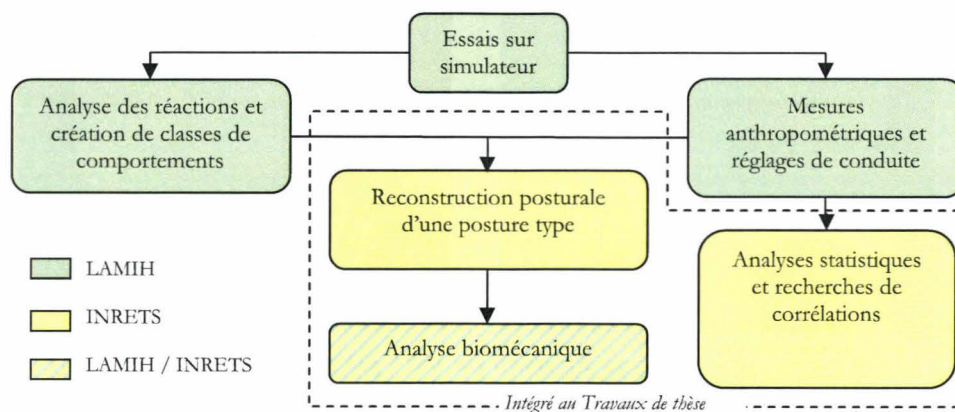 Essais sur
simulateur
Analyse des réactions et
création de classes de
comportements
Mesures
anthropométriques et
réglages de conduite
Reconstruction posturale
d'une posture type
Analyses statistiques
et recherches de
corrélations
Analyse biomécanique
LAMIH
INRETS
LAMIH / INRETS
Intégré au Travaux de thèse